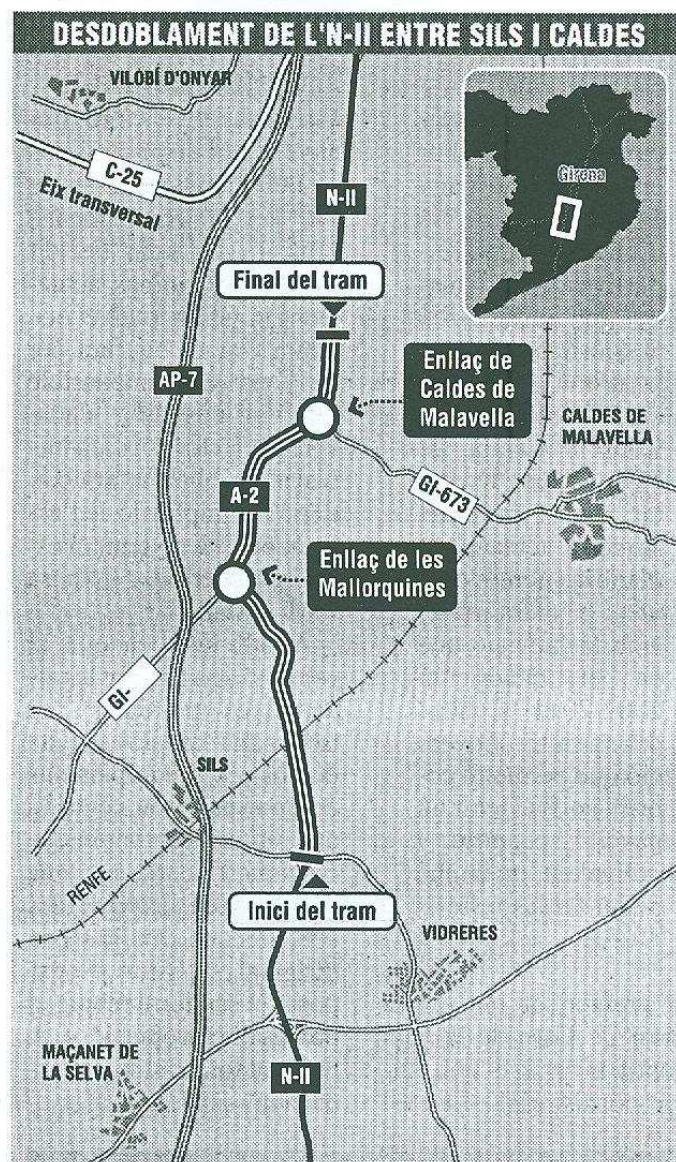 DESDOBLAMENT DE L'N-II ENTRE SILS I CALDES
VILOBÍ D'ONYAR
C-25
Eix transversal
N-II
Girona
Final del tram
AP-7
Enllaç de
Caldes de
Malavella
CALDES DE
MALAVELLA
A-2
GI-673
Enllaç de les
Mallorquines
GI-
SILS
RENFE
Inici del tram
VIDRERES
MAÇANET DE
LA SELVA
N-II